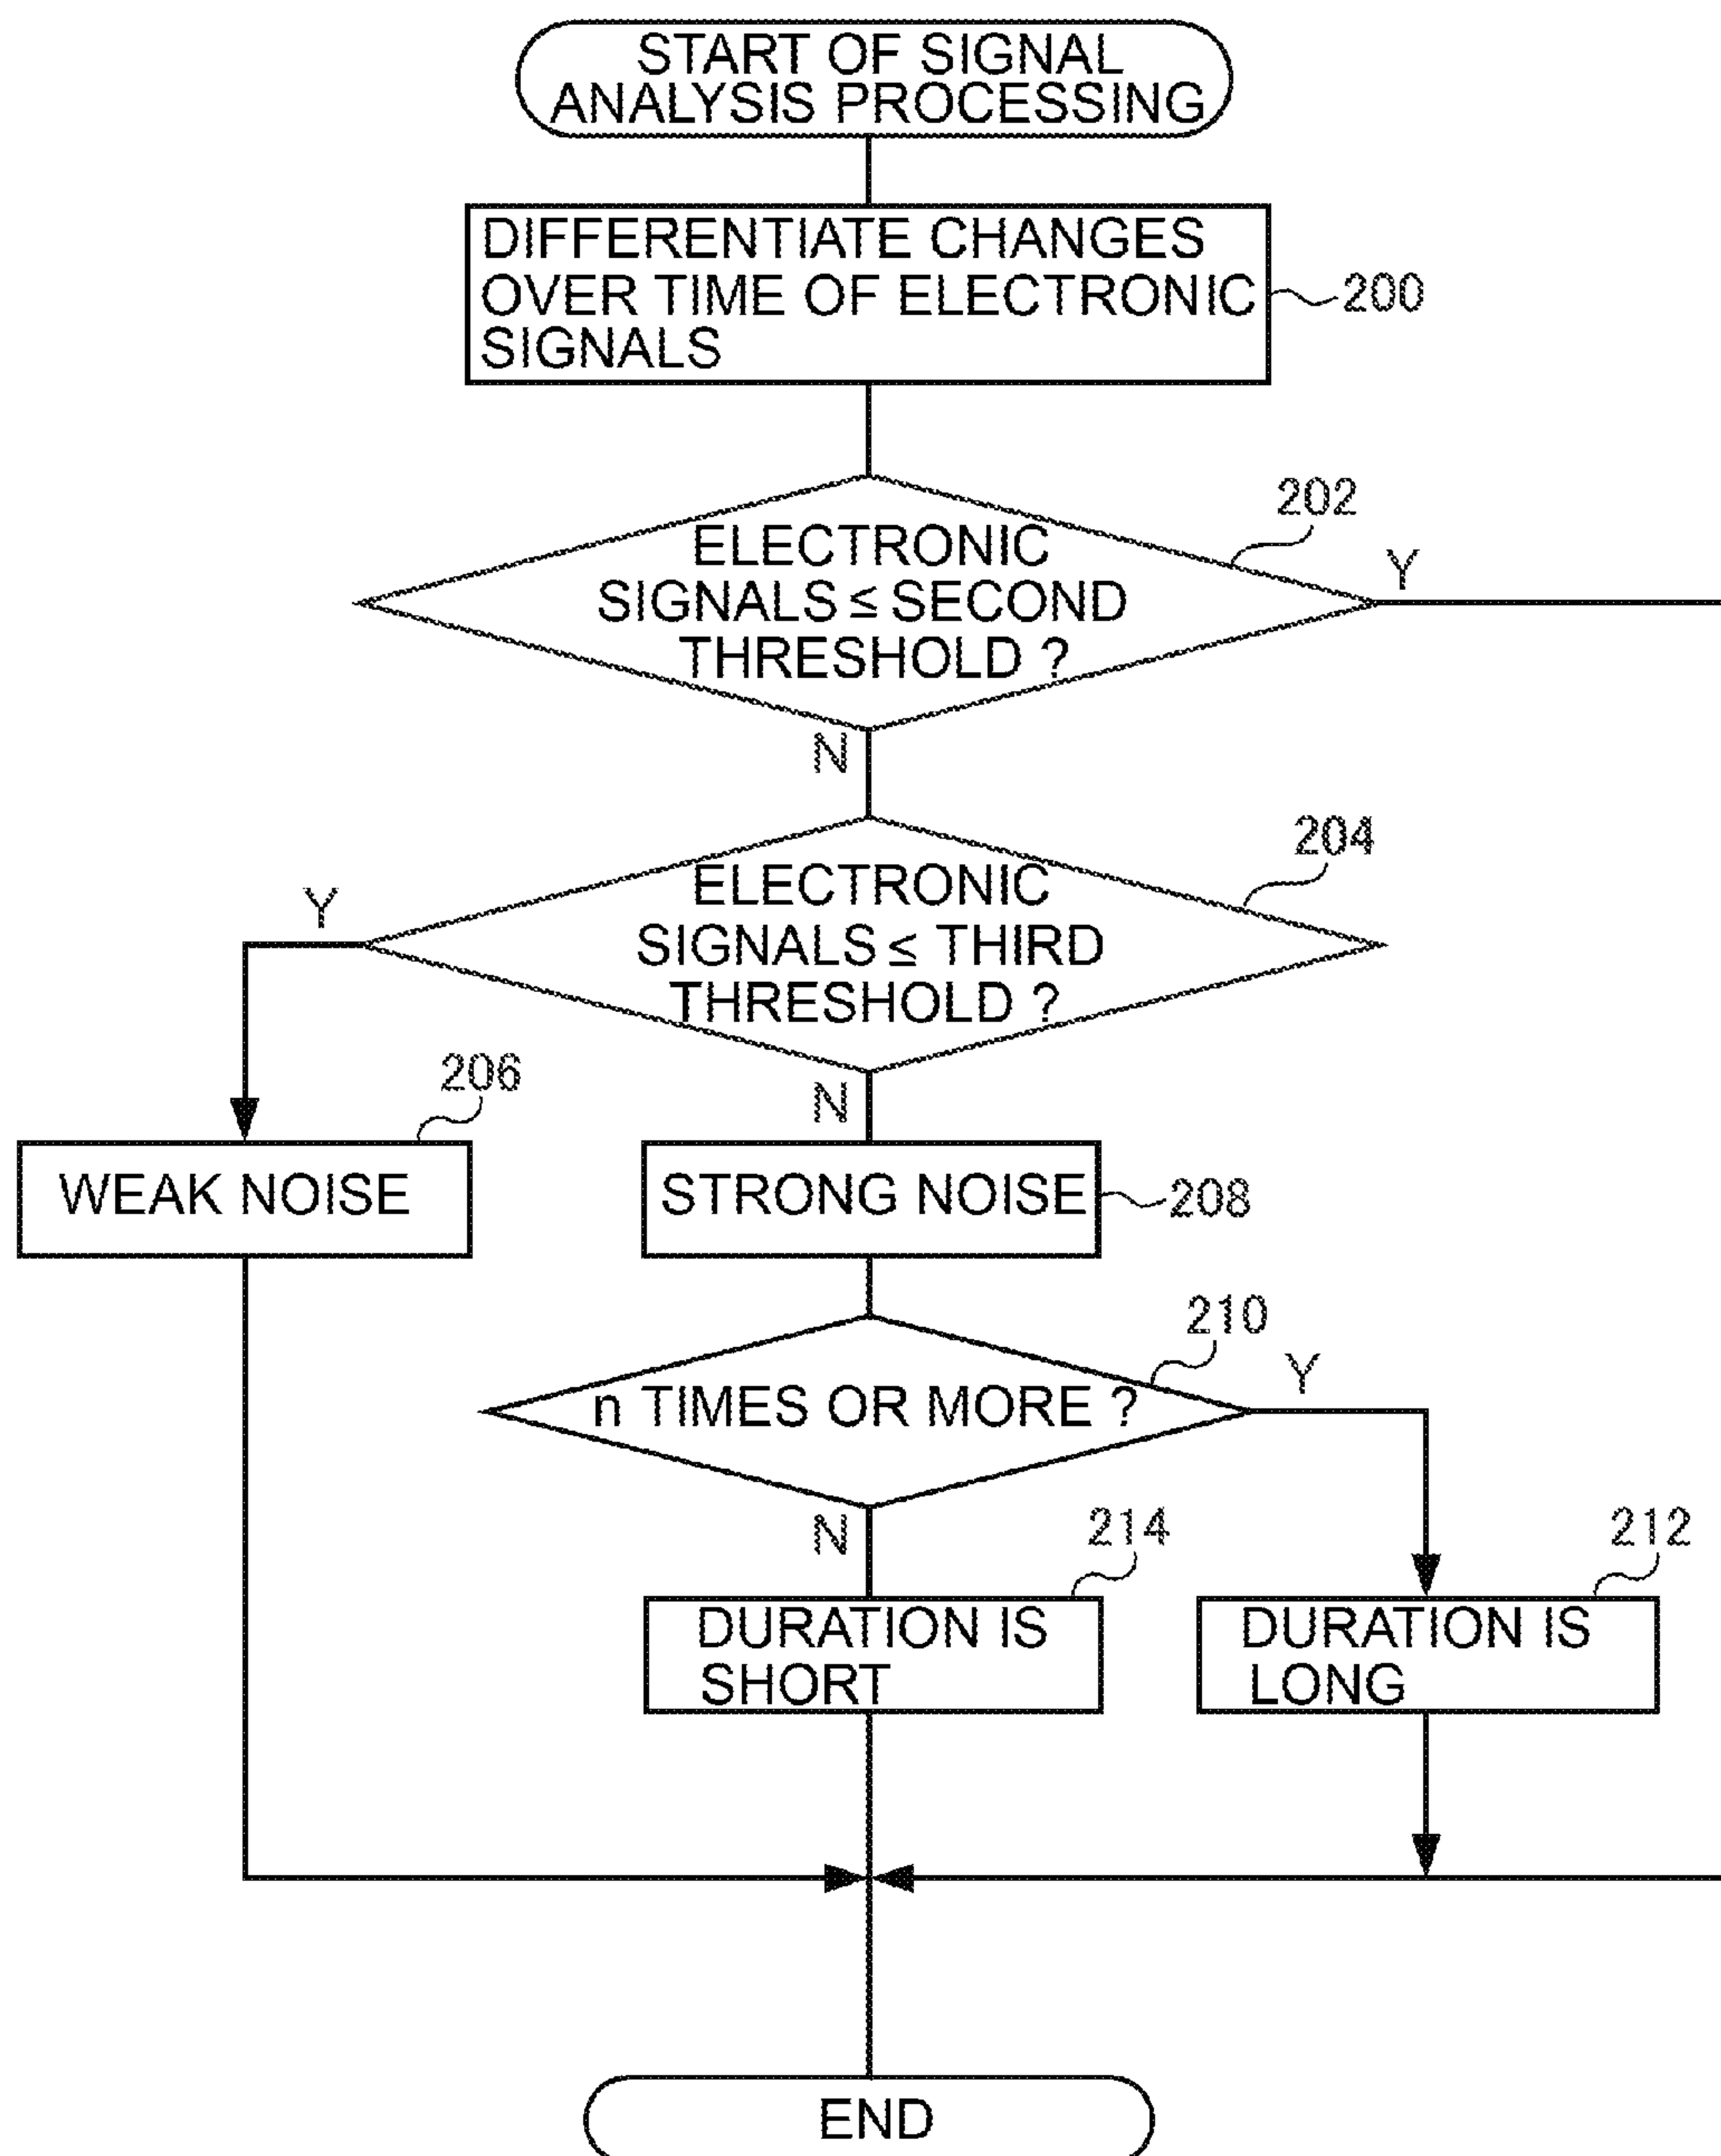 START OF SIGNAL
ANALYSIS PROCESSING
DIFFERENTIATE CHANGES
OVER TIME OF ELECTRONIC
SIGNALS
200
202
ELECTRONIC
SIGNALS ≤ SECOND
THRESHOLD ?
Y
N
204
ELECTRONIC
SIGNALS ≤ THIRD
THRESHOLD ?
Y
N
206
WEAK NOISE
STRONG NOISE
208
210
n TIMES OR MORE ?
Y
N
214
DURATION IS
SHORT
212
DURATION IS
LONG
END